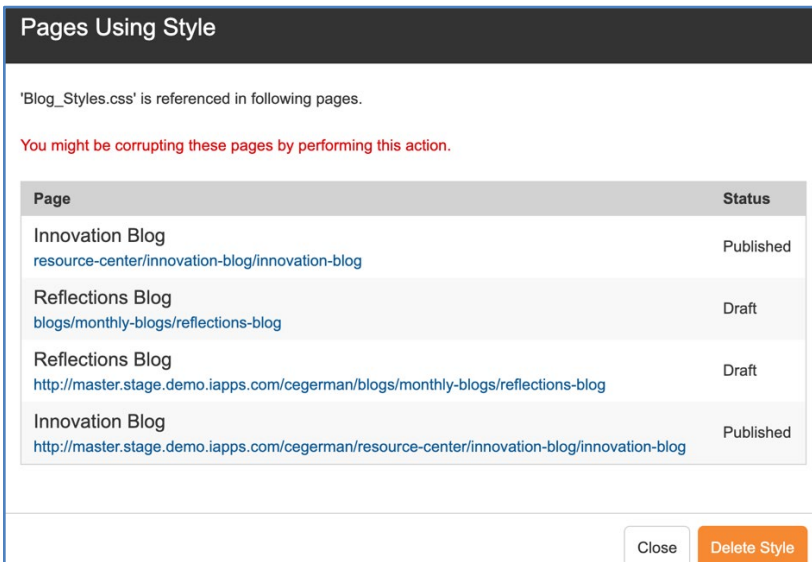 Pages Using Style
'Blog_Styles.css' is referenced in following pages.
You might be corrupting these pages by performing this action.
Page Status
Innovation Blog
resource-center/innovation-blog/innovation-blog
Published
Reflections Blog
blogs/monthly-blogs/reflections-blog
Draft
Reflections Blog
http://master.stage.demo.iapps.com/cegerman/blogs/monthly-blogs/reflections-blog
Draft
Innovation Blog
http://master.stage.demo.iapps.com/cegerman/resource-center/innovation-blog/innovation-blog
Published
Close Delete Style